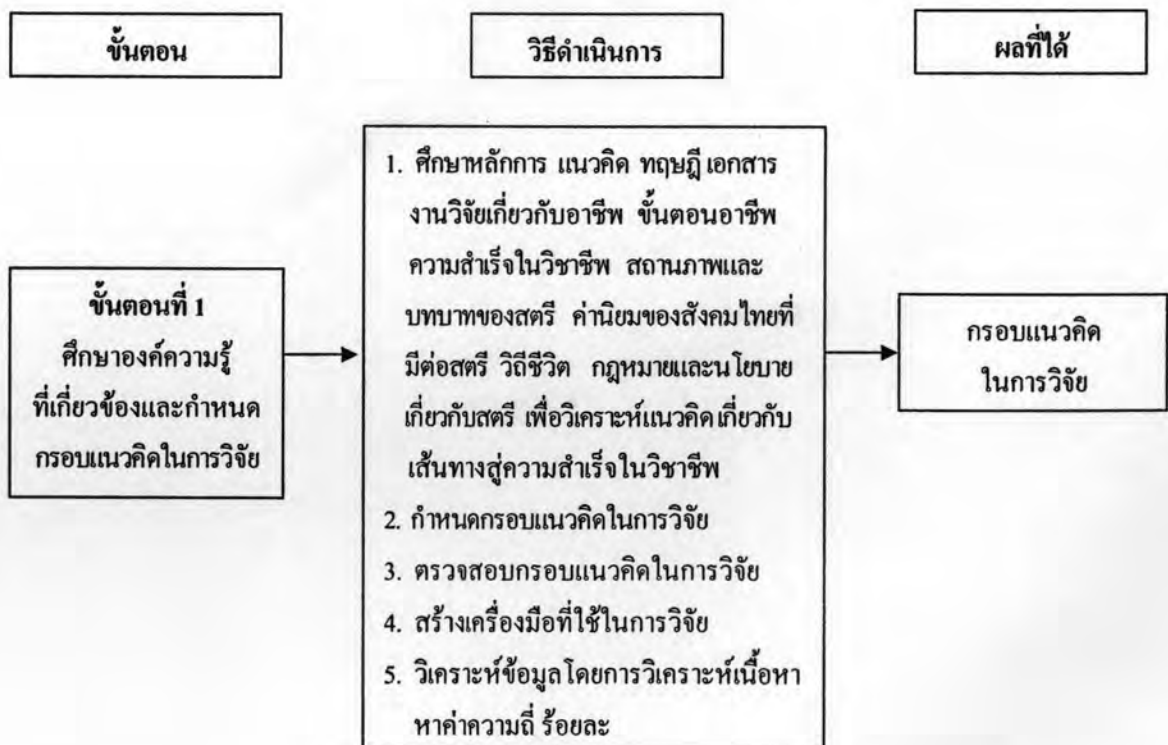 ขั้นตอน
วิธีดำเนินการ
ผลที่ได้
ขั้นตอนที่ 1
ศึกษาองค์ความรู้
ที่เกี่ยวข้องและกำหนด
กรอบแนวคิดในการวิจัย
1. ศึกษาหลักการ แนวคิด ทฤษฎี เอกสาร
งานวิจัยเกี่ยวกับอาชีพ ขั้นตอนอาชีพ
ความสำเร็จในวิชาชีพ สถานภาพและ
บทบาทของสตรี ค่านิยมของสังคมไทยที่
มีต่อสตรี วิถีชีวิต กฎหมายและนโยบาย
เกี่ยวกับสตรี เพื่อวิเคราะห์แนวคิดเกี่ยวกับ
เส้นทางสู่ความสำเร็จในวิชาชีพ
2. กำหนดกรอบแนวคิดในการวิจัย
3. ตรวจสอบกรอบแนวคิดในการวิจัย
4. สร้างเครื่องมือที่ใช้ในการวิจัย
5. วิเคราะห์ข้อมูลโดยการวิเคราะห์เนื้อหา
หาค่าความถี่ ร้อยละ
กรอบแนวคิด
ในการวิจัย